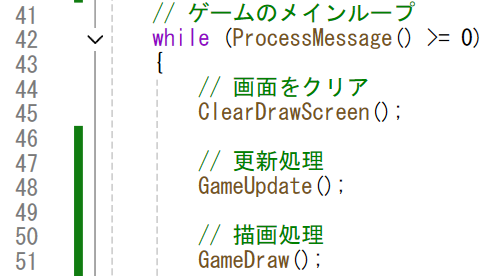 41 // ゲームのメインループ
42 while (ProcessMessage() >= 0)
43 {
44 // 画面をクリア
45 ClearDrawScreen();
46
47 // 更新処理
48 GameUpdate();
49
50 // 描画処理
51 GameDraw();